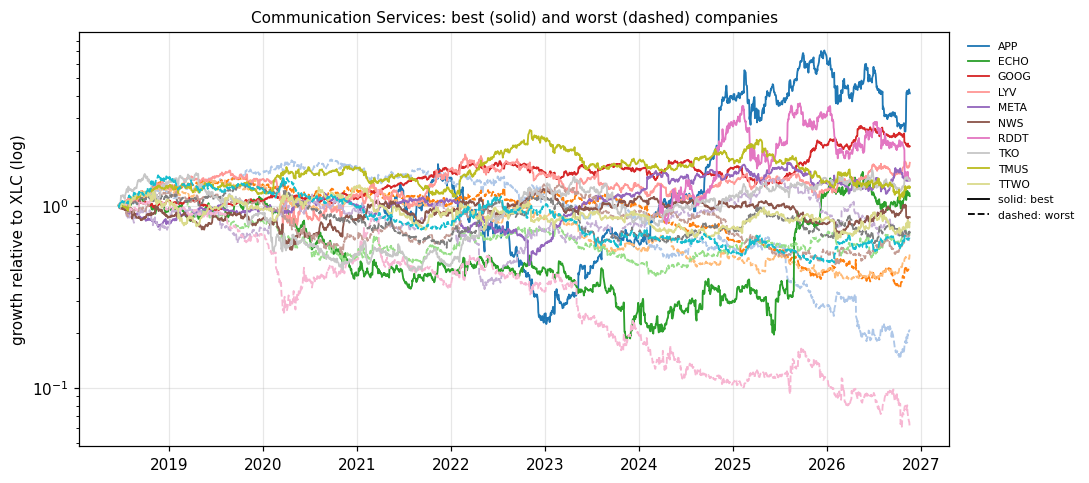 Communication Services: best (solid) and worst (dashed) companies
growth relative to XLC (log)
10⁰
10⁻¹
2019
2020
2021
2022
2023
2024
2025
2026
2027
APP
ECHO
GOOG
LYV
META
NWS
RDDT
TKO
TMUS
TTWO
solid: best
dashed: worst